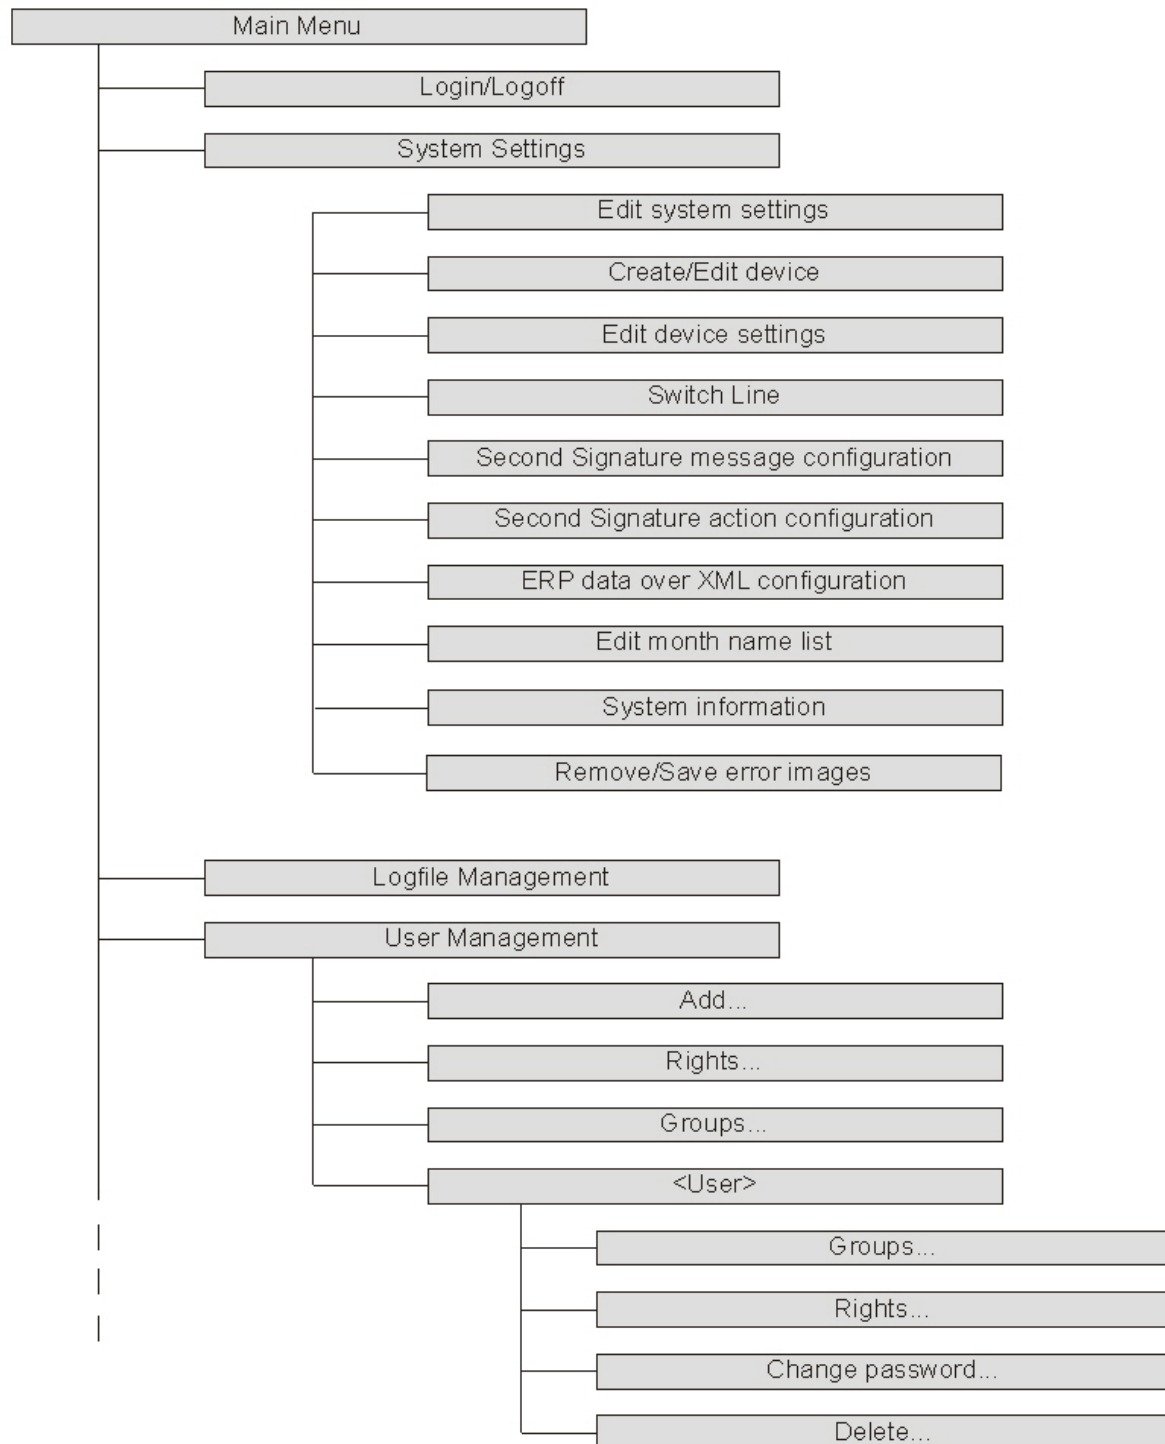 Main Menu
Login/Logoff
System Settings
Edit system settings
Create/Edit device
Edit device settings
Switch Line
Second Signature message configuration
Second Signature action configuration
ERP data over XML configuration
Edit month name list
System information
Remove/Save error images
Logfile Management
User Management
Add...
Rights...
Groups...
<User>
Groups...
Rights...
Change password...
Delete...